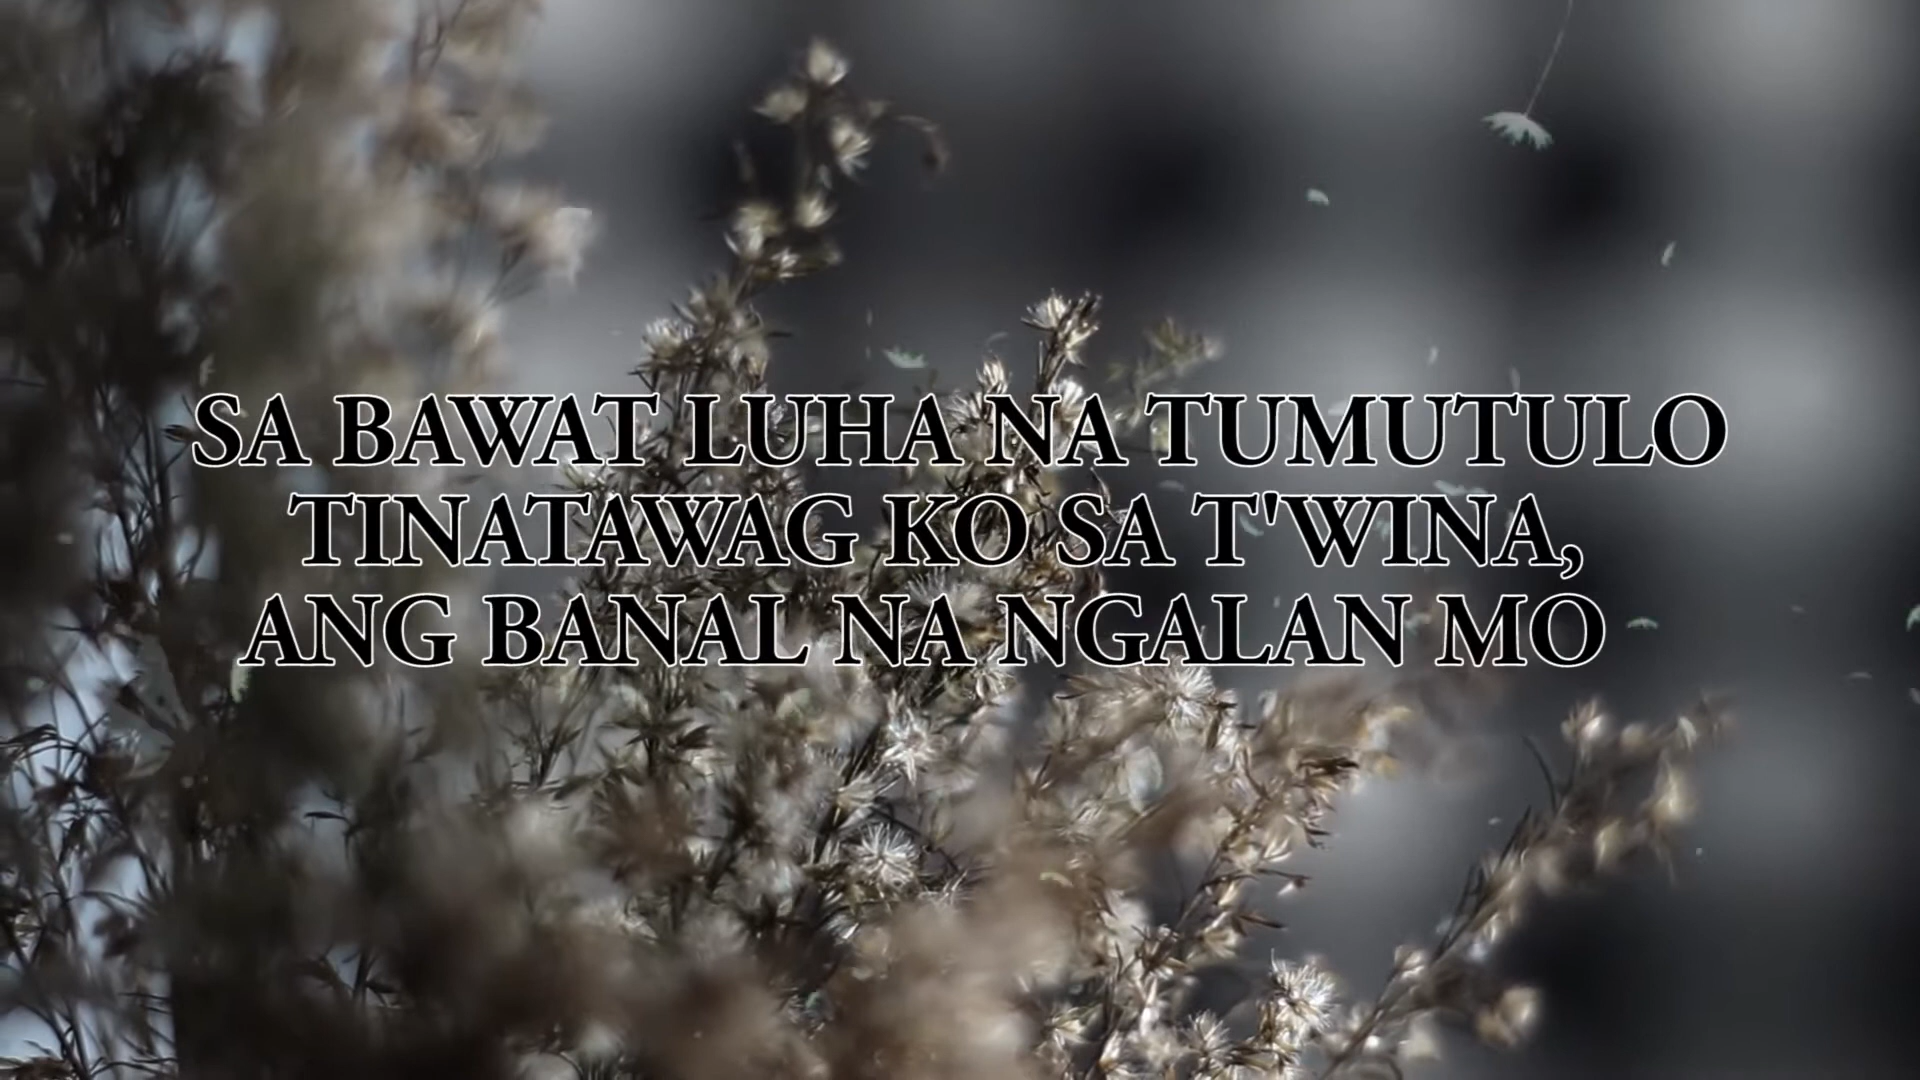 SA BAWAT LUHA NA TUMUTULO
TINATAWAG KO SA T'WINA,
ANG BANAL NA NGALAN MO